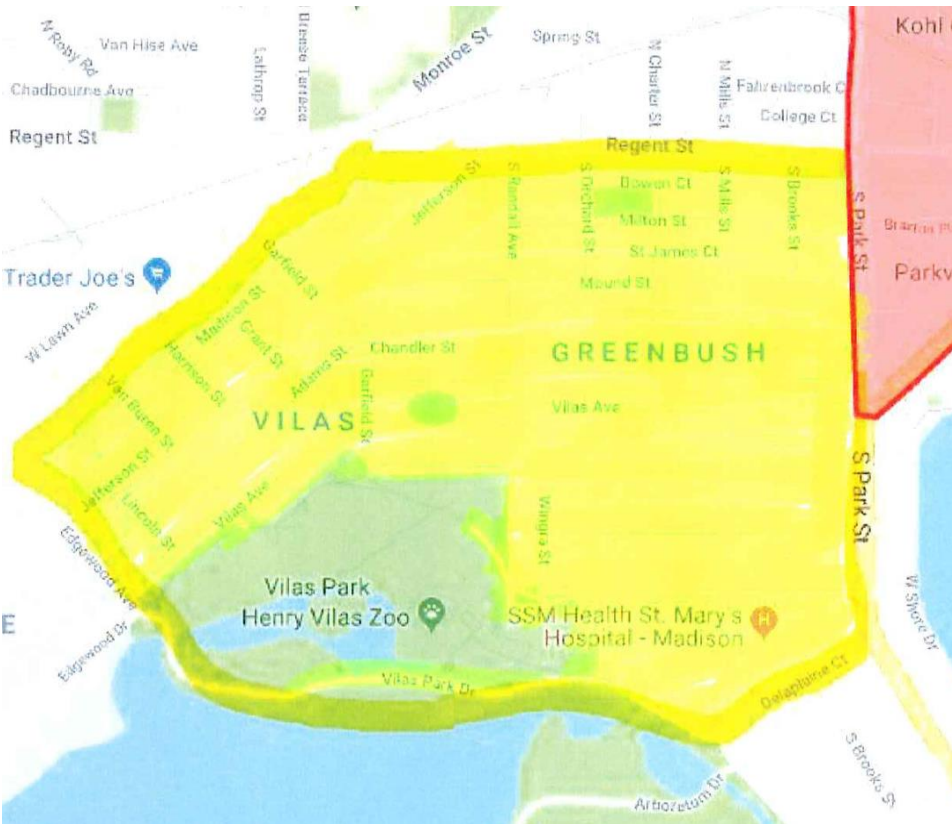 Kohl
N Roby Rd
Van Hise Ave
Lathrop St
Breese Terrace
Monroe St
Spring St
N Charter St
N Mills St
Chadbourne Ave
Fahrenbrook C
College Ct
Regent St
Regent St
Jefferson St
S Randall Ave
S Orchard St
Bowen Ct
S Mills St
S Brooks St
Milton St
S Park St
St James Ct
Garfield St
Trader Joe's
Mound St
Parkv
W Lawn Ave
Madison St
Grant St
Harrison St
Adams St
Chandler St
GREENBUSH
Van Buren St
VILAS
Garfield St
Vilas Ave
Jefferson St
Lincoln St
Vilas Ave
S Park St
Wingra St
Edgewood Ave
Vilas Park
Henry Vilas Zoo
SSM Health St. Mary's
Hospital - Madison
H
W Shore Dr
E
Edgewood Dr
Vilas Park Dr
Delaplaine Ct
S Brooks St
Arboretum Dr